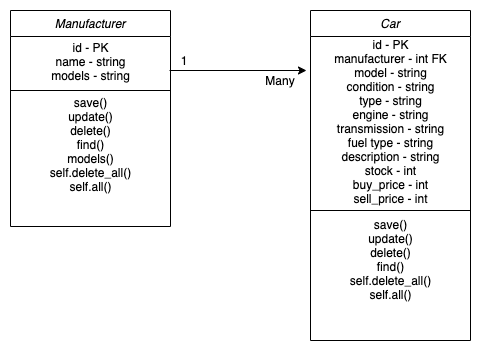 Manufacturer
id - PK
name - string
models - string
save()
update()
delete()
find()
models()
self.delete_all()
self.all()
1
Many
Car
id - PK
manufacturer - int FK
model - string
condition - string
type - string
engine - string
transmission - string
fuel type - string
description - string
stock - int
buy_price - int
sell_price - int
save()
update()
delete()
find()
self.delete_all()
self.all()